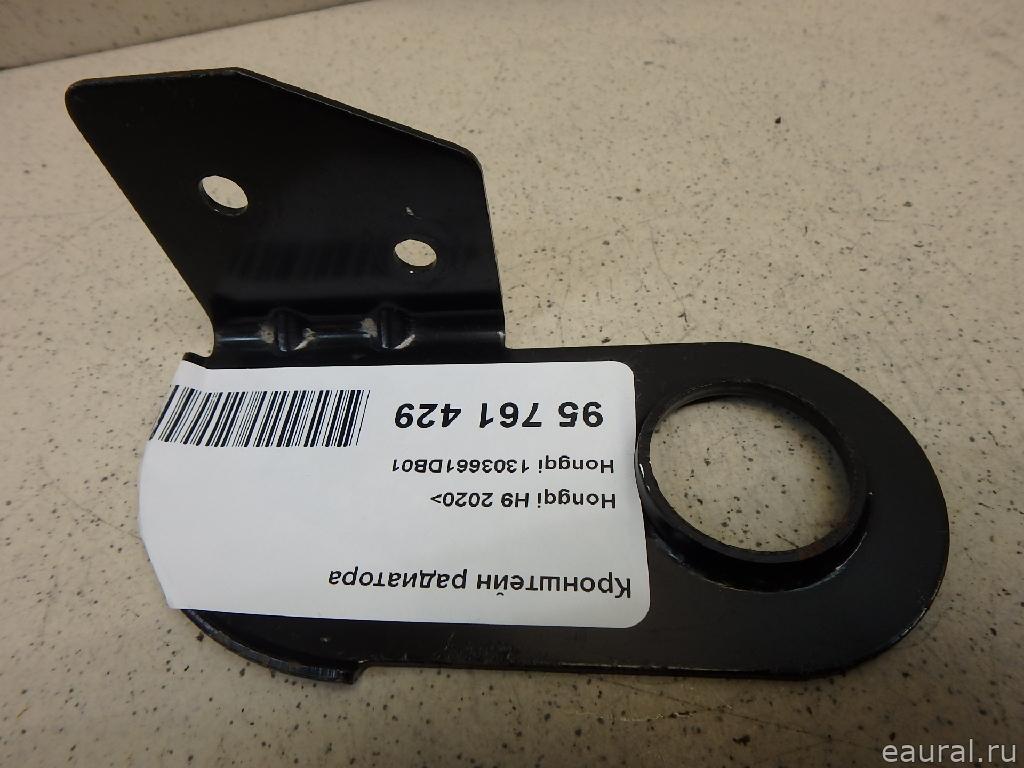 Кронштейн радиатора
Hongqi H9 2020>
Hongqi 1303661DB01
95 761 429
eaural.ru